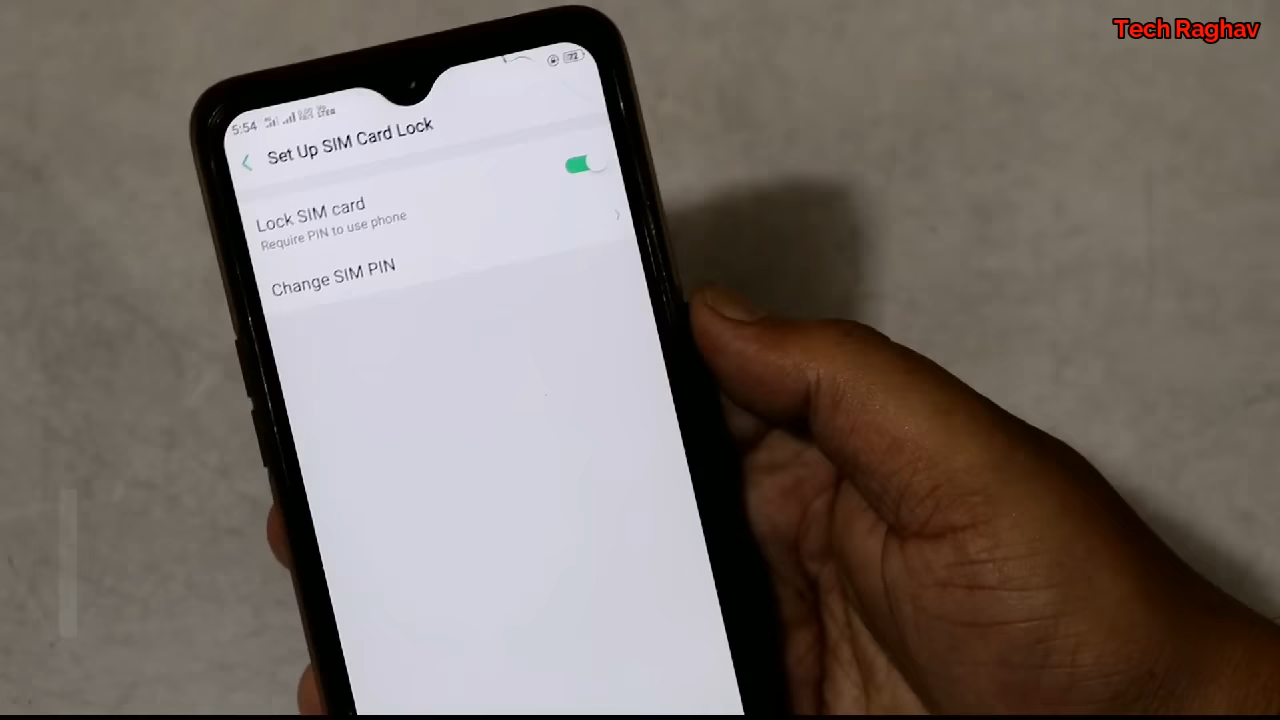 Tech Raghav
5:54
Set Up SIM Card Lock
Lock SIM card
Require PIN to use phone
Change SIM PIN